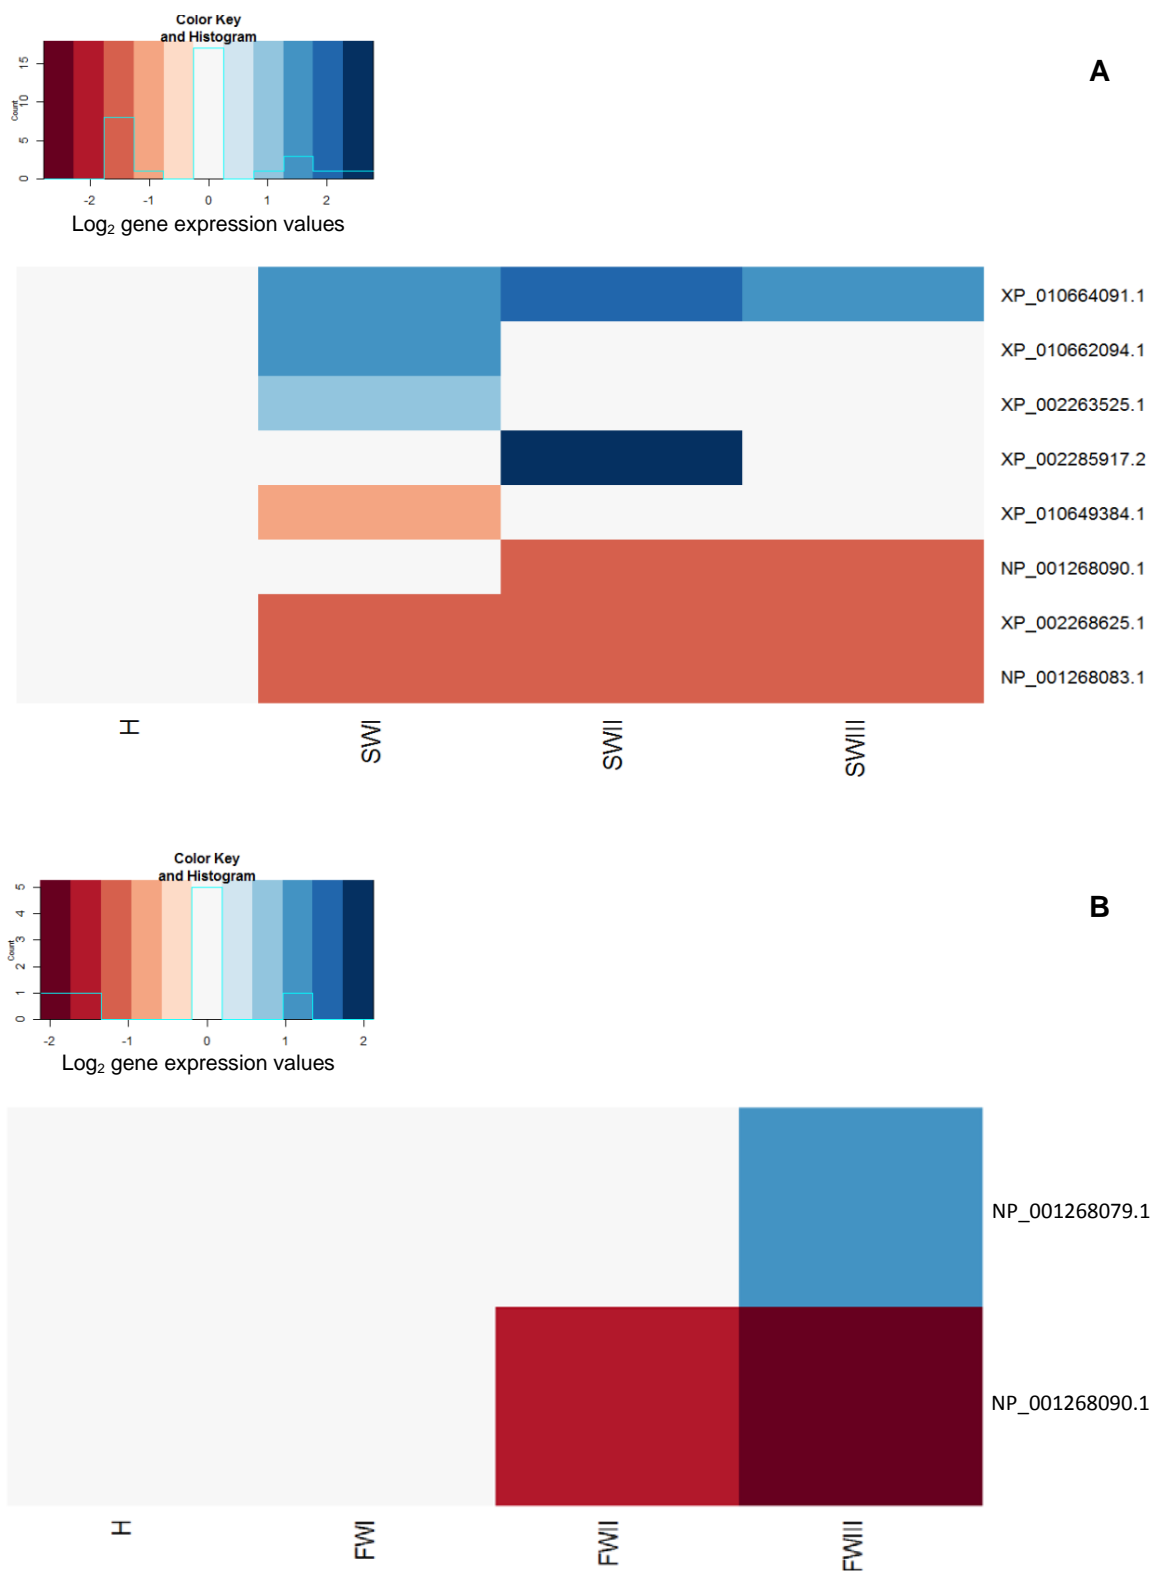 Color Key
and Histogram
A
Count
0 5 10 15
-2 -1 0 1 2
Log₂ gene expression values
XP_010664091.1
XP_010662094.1
XP_002263525.1
XP_002285917.2
XP_010649384.1
NP_001268090.1
XP_002268625.1
NP_001268083.1
H SWI SWII SWIII
Color Key
and Histogram
B
Count
0 1 2 3 4 5
-2 -1 0 1 2
Log₂ gene expression values
NP_001268079.1
NP_001268090.1
H FWI FWII FWIII